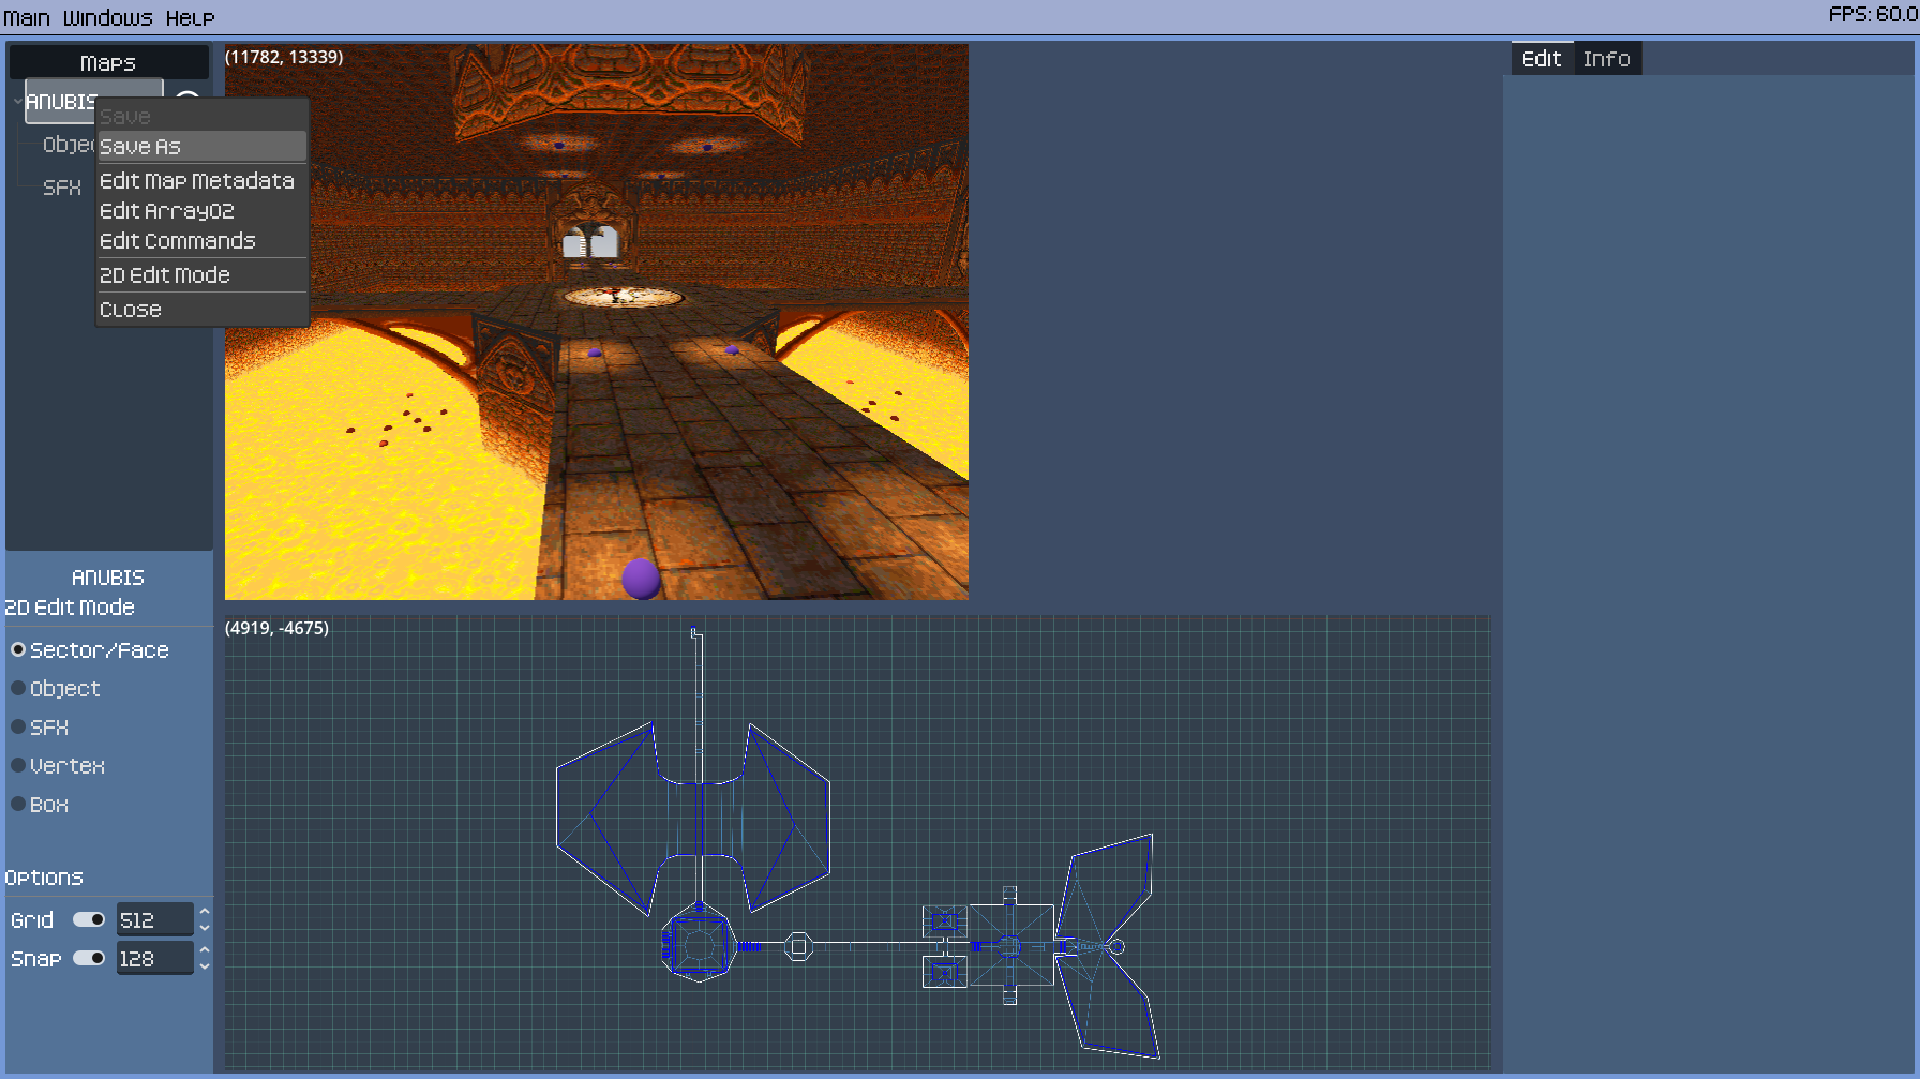 Main Windows Help
FPS: 60.0
Maps
ANUBIS
Objec
SFX
Save
Save As
Edit Map Metadata
Edit Array02
Edit Commands
2D Edit Mode
Close
(11782, 13339)
Edit Info
ANUBIS
2D Edit Mode
Sector/Face
Object
SFX
Vertex
Box
Options
Grid 512
Snap 128
(4919, -4675)